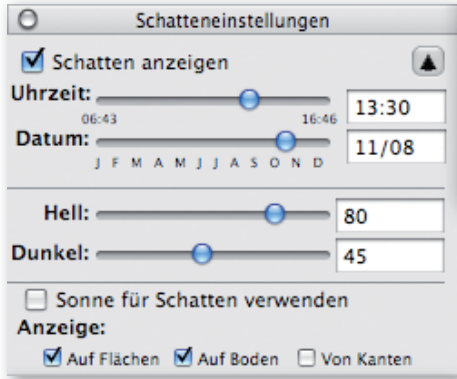 Schatteneinstellungen
Schatten anzeigen
Uhrzeit: 13:30
06:43 16:46
Datum: 11/08
J F M A M J J A S O N D
Hell: 80
Dunkel: 45
Sonne für Schatten verwenden
Anzeige:
Auf Flächen Auf Boden Von Kanten